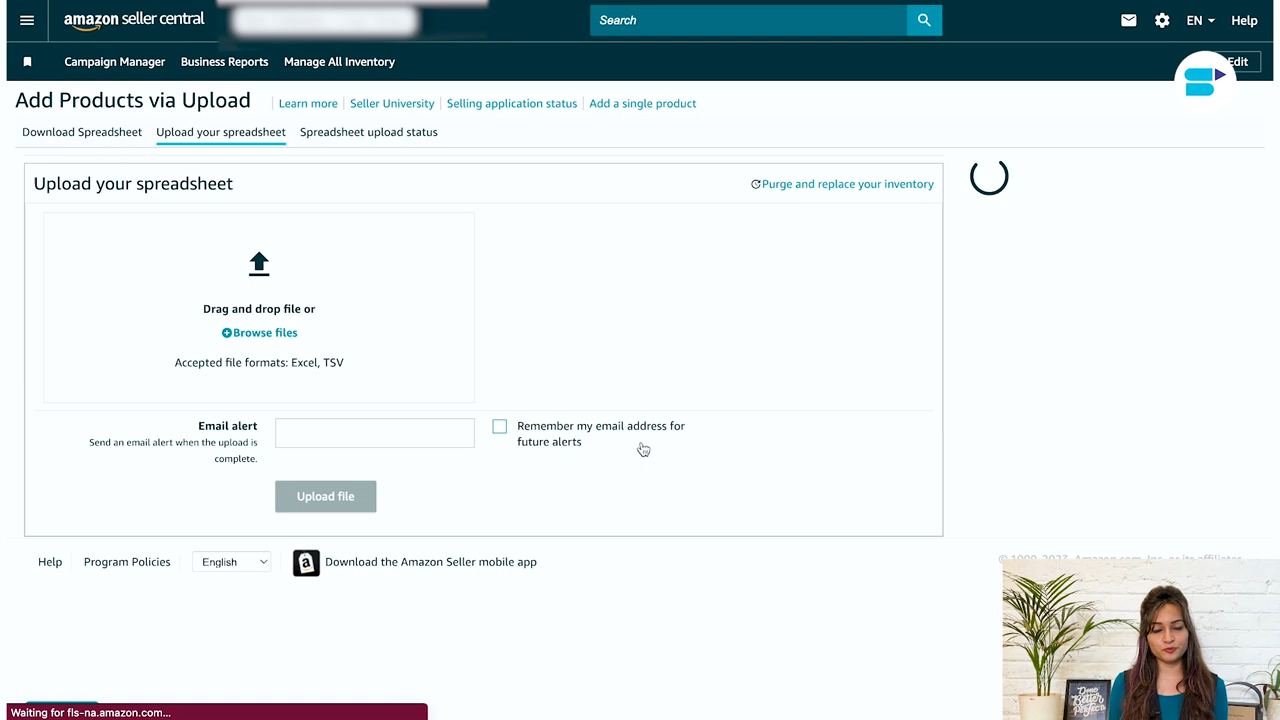 amazon seller central
Search
EN
Help
Campaign Manager
Business Reports
Manage All Inventory
Edit
Add Products via Upload
Learn more
Seller University
Selling application status
Add a single product
Download Spreadsheet
Upload your spreadsheet
Spreadsheet upload status
Upload your spreadsheet
Purge and replace your inventory
Drag and drop file or
Browse files
Accepted file formats: Excel, TSV
Email alert
Send an email alert when the upload is
complete.
Remember my email address for
future alerts
Upload file
Help
Program Policies
English
a
Download the Amazon Seller mobile app
Done
Better
Perfect
Waiting for fls-na.amazon.com...